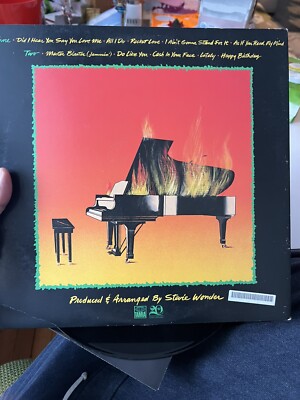 One · Did I Hear You Say You Love Me · All I Do · Rocket Love · I Ain't Gonna Stand For It · As If You Read My Mind
Two · Master Blaster (Jammin') · Do Like You · Cash In Your Face · Lately · Happy Birthday
Produced & Arranged By Stevie Wonder
TAMLA 20